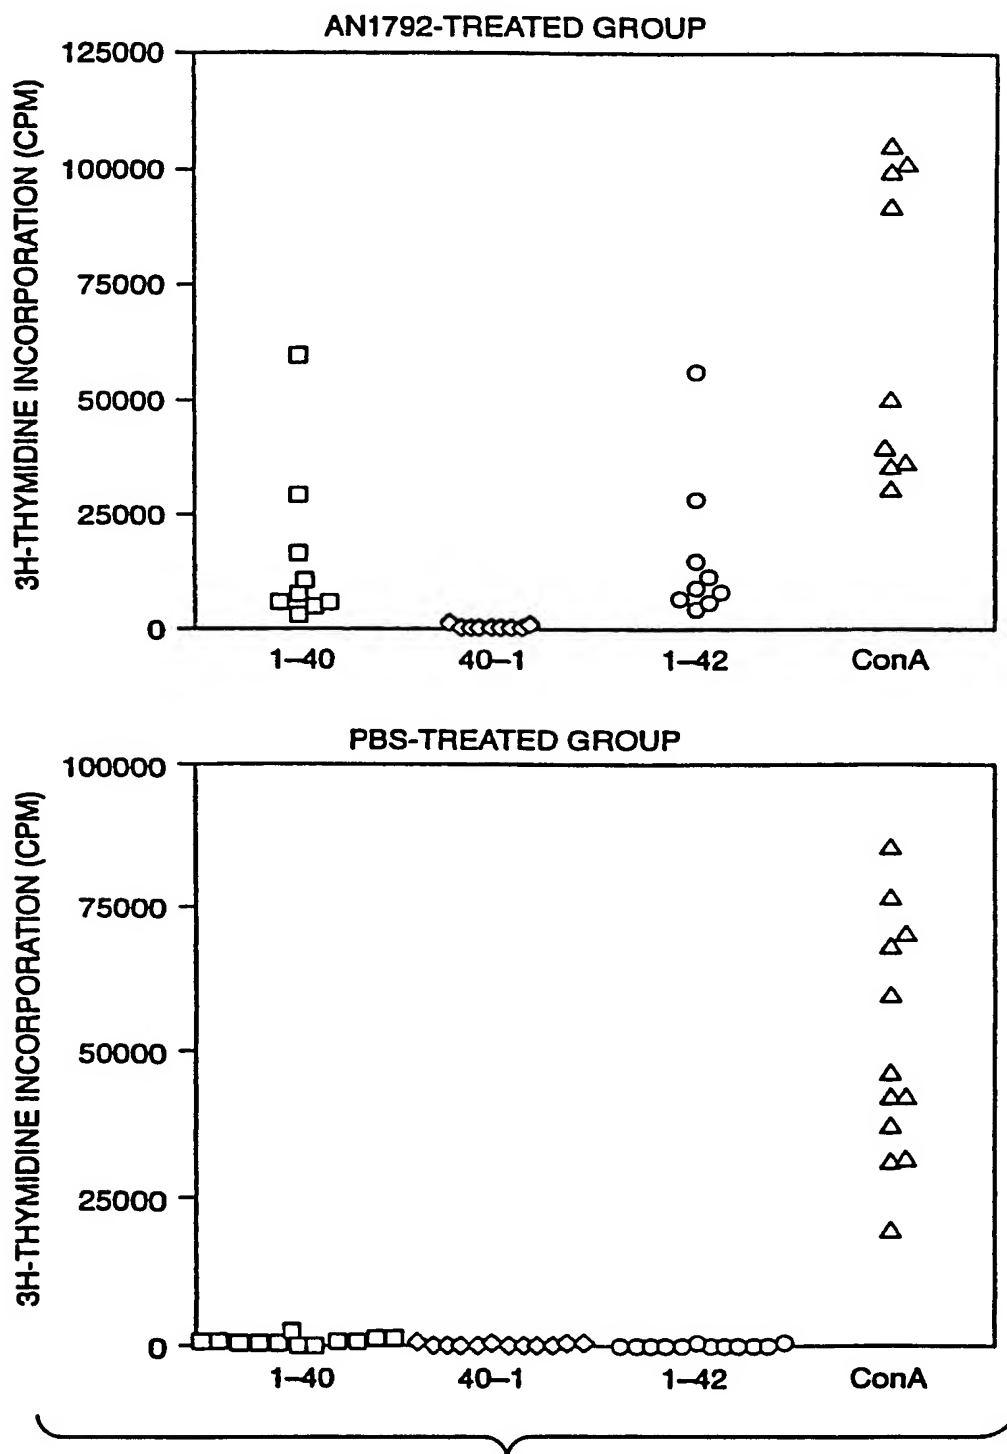 AN1792-TREATED GROUP
3H-THYMIDINE INCORPORATION (CPM)
125000
100000
75000
50000
25000
0
1–40 40–1 1–42 ConA
PBS-TREATED GROUP
3H-THYMIDINE INCORPORATION (CPM)
100000
75000
50000
25000
0
1–40 40–1 1–42 ConA